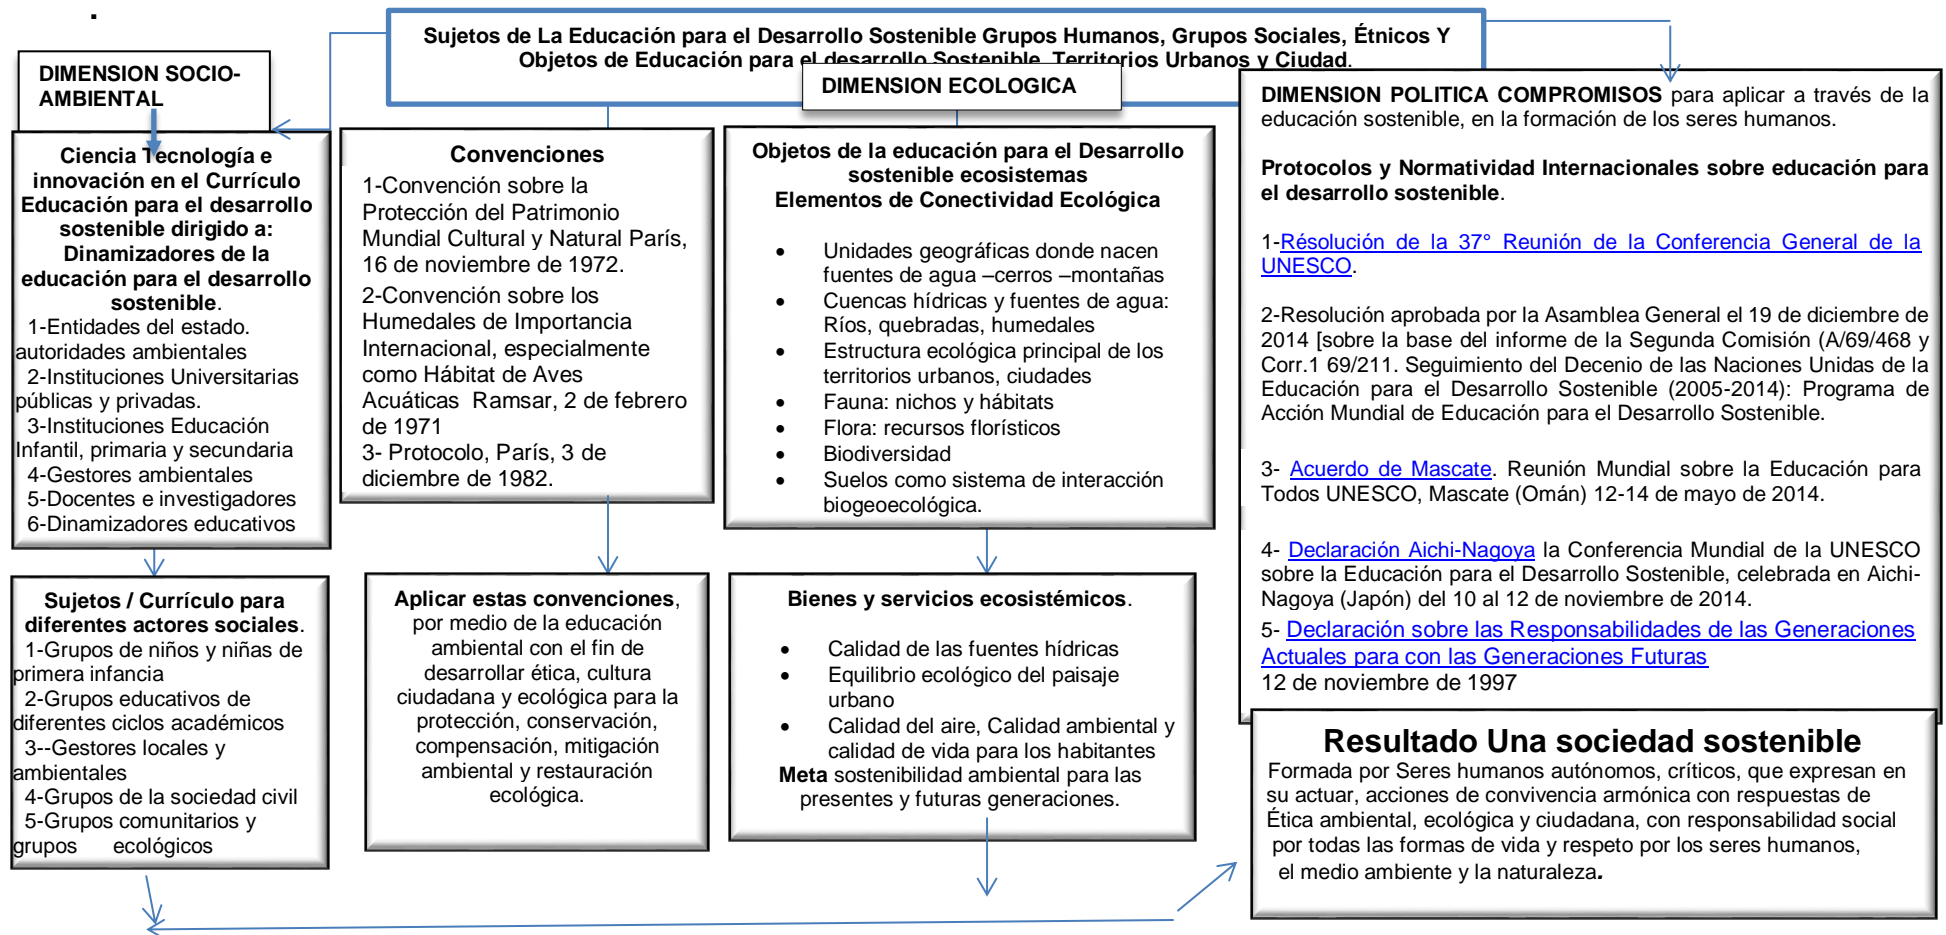 .
Sujetos de La Educación para el Desarrollo Sostenible Grupos Humanos, Grupos Sociales, Étnicos Y
Objetos de Educación para el desarrollo Sostenible Territorios Urbanos y Ciudad.
DIMENSION SOCIO-
AMBIENTAL
Ciencia Tecnología e
innovación en el Currículo
Educación para el desarrollo
sostenible dirigido a:
Dinamizadores de la
educación para el desarrollo
sostenible.
1-Entidades del estado.
autoridades ambientales
2-Instituciones Universitarias
públicas y privadas.
3-Instituciones Educación
Infantil, primaria y secundaria
4-Gestores ambientales
5-Docentes e investigadores
6-Dinamizadores educativos
Sujetos / Currículo para
diferentes actores sociales.
1-Grupos de niños y niñas de
primera infancia
2-Grupos educativos de
diferentes ciclos académicos
3--Gestores locales y
ambientales
4-Grupos de la sociedad civil
5-Grupos comunitarios y
grupos ecológicos
Convenciones
1-Convención sobre la
Protección del Patrimonio
Mundial Cultural y Natural París,
16 de noviembre de 1972.
2-Convención sobre los
Humedales de Importancia
Internacional, especialmente
como Hábitat de Aves
Acuáticas Ramsar, 2 de febrero
de 1971
3- Protocolo, París, 3 de
diciembre de 1982.
Aplicar estas convenciones,
por medio de la educación
ambiental con el fin de
desarrollar ética, cultura
ciudadana y ecológica para la
protección, conservación,
compensación, mitigación
ambiental y restauración
ecológica.
DIMENSION ECOLOGICA
Objetos de la educación para el Desarrollo
sostenible ecosistemas
Elementos de Conectividad Ecológica
• Unidades geográficas donde nacen
fuentes de agua –cerros –montañas
• Cuencas hídricas y fuentes de agua:
Ríos, quebradas, humedales
• Estructura ecológica principal de los
territorios urbanos, ciudades
• Fauna: nichos y hábitats
• Flora: recursos florísticos
• Biodiversidad
• Suelos como sistema de interacción
biogeoecológica.
Bienes y servicios ecosistémicos.
• Calidad de las fuentes hídricas
• Equilibrio ecológico del paisaje
urbano
• Calidad del aire, Calidad ambiental y
calidad de vida para los habitantes
Meta sostenibilidad ambiental para las
presentes y futuras generaciones.
DIMENSION POLITICA COMPROMISOS para aplicar a través de la
educación sostenible, en la formación de los seres humanos.
Protocolos y Normatividad Internacionales sobre educación para
el desarrollo sostenible.
1-Résolución de la 37° Reunión de la Conferencia General de la
UNESCO.
2-Resolución aprobada por la Asamblea General el 19 de diciembre de
2014 [sobre la base del informe de la Segunda Comisión (A/69/468 y
Corr.1 69/211. Seguimiento del Decenio de las Naciones Unidas de la
Educación para el Desarrollo Sostenible (2005-2014): Programa de
Acción Mundial de Educación para el Desarrollo Sostenible.
3- Acuerdo de Mascate. Reunión Mundial sobre la Educación para
Todos UNESCO, Mascate (Omán) 12-14 de mayo de 2014.
4- Declaración Aichi-Nagoya la Conferencia Mundial de la UNESCO
sobre la Educación para el Desarrollo Sostenible, celebrada en Aichi-
Nagoya (Japón) del 10 al 12 de noviembre de 2014.
5- Declaración sobre las Responsabilidades de las Generaciones
Actuales para con las Generaciones Futuras
12 de noviembre de 1997
Resultado Una sociedad sostenible
Formada por Seres humanos autónomos, críticos, que expresan en
su actuar, acciones de convivencia armónica con respuestas de
Ética ambiental, ecológica y ciudadana, con responsabilidad social
por todas las formas de vida y respeto por los seres humanos,
el medio ambiente y la naturaleza.